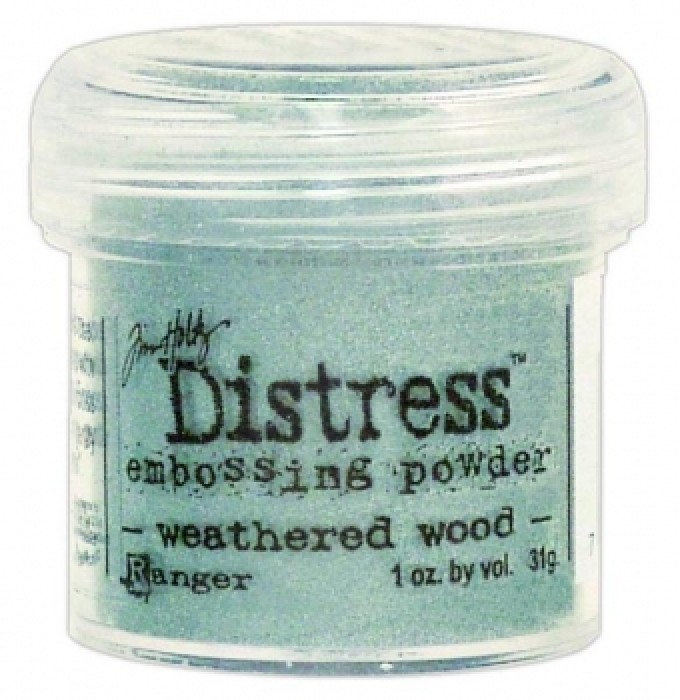 Tim Holtz
Distress™
embossing powder
- weathered wood -
Ranger 1 oz. by vol. 31g